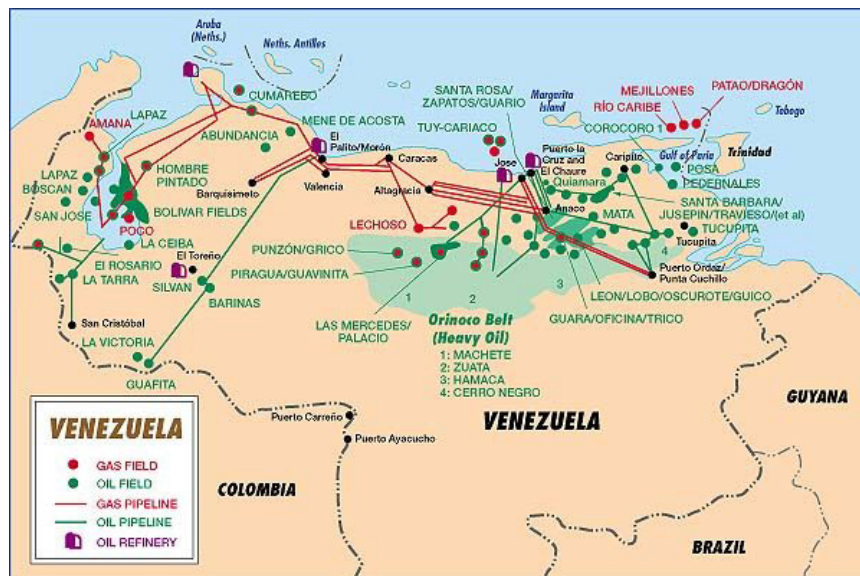 Aruba
(Neths.)
Neths. Antilles
CUMAREBO
MENE DE ACOSTA
SANTA ROSA/
ZAPATOS/GUARIO
Margarita
Island
MEJILLONES
PATAO/DRAGÓN
RÍO CARIBE
Tobogo
AMANA
LAPAZ
ABUNDANCIA
El
Palito/Morón
TUY-CARIACO
COROCORO 1
Caracas
Jose
Puerto la
Cruz and
El Chaure
Caripito
Gulf of Paria
Trinidad
POSA
PEDERNALES
LAPAZ
BOSCAN
HOMBRE
PINTADO
Barquisimelo
Valencia
Altagracia
Quiamara
SANTA BARBARA/
JUSEPIN/TRAVIESO/(et al)
SAN JOSE
BOLIVAR FIELDS
Anaco
MATA
TUCUPITA
POCO
LECHOSO
Tucupita
LA CEIBA
El Toreño
PUNZÓN/GRICO
EL ROSARIO
LA TARRA
SILVAN
BARINAS
PIRAGUA/GUAVINITA
Puerto Ordaz/
Punta Cuchillo
1
2
3
4
LEON/LOBO/OSCUROTE/GUICO
GUARA/OFICINA/TRICO
San Cristóbal
LAS MERCEDES/
PALACIO
Orinoco Belt
(Heavy Oil)
1: MACHETE
2: ZUATA
3: HAMACA
4: CERRO NEGRO
LA VICTORIA
GUAFITA
Puerto Carreño
Puerto Ayacucho
VENEZUELA
GUYANA
COLOMBIA
BRAZIL
VENEZUELA
GAS FIELD
OIL FIELD
GAS PIPELINE
OIL PIPELINE
OIL REFINERY